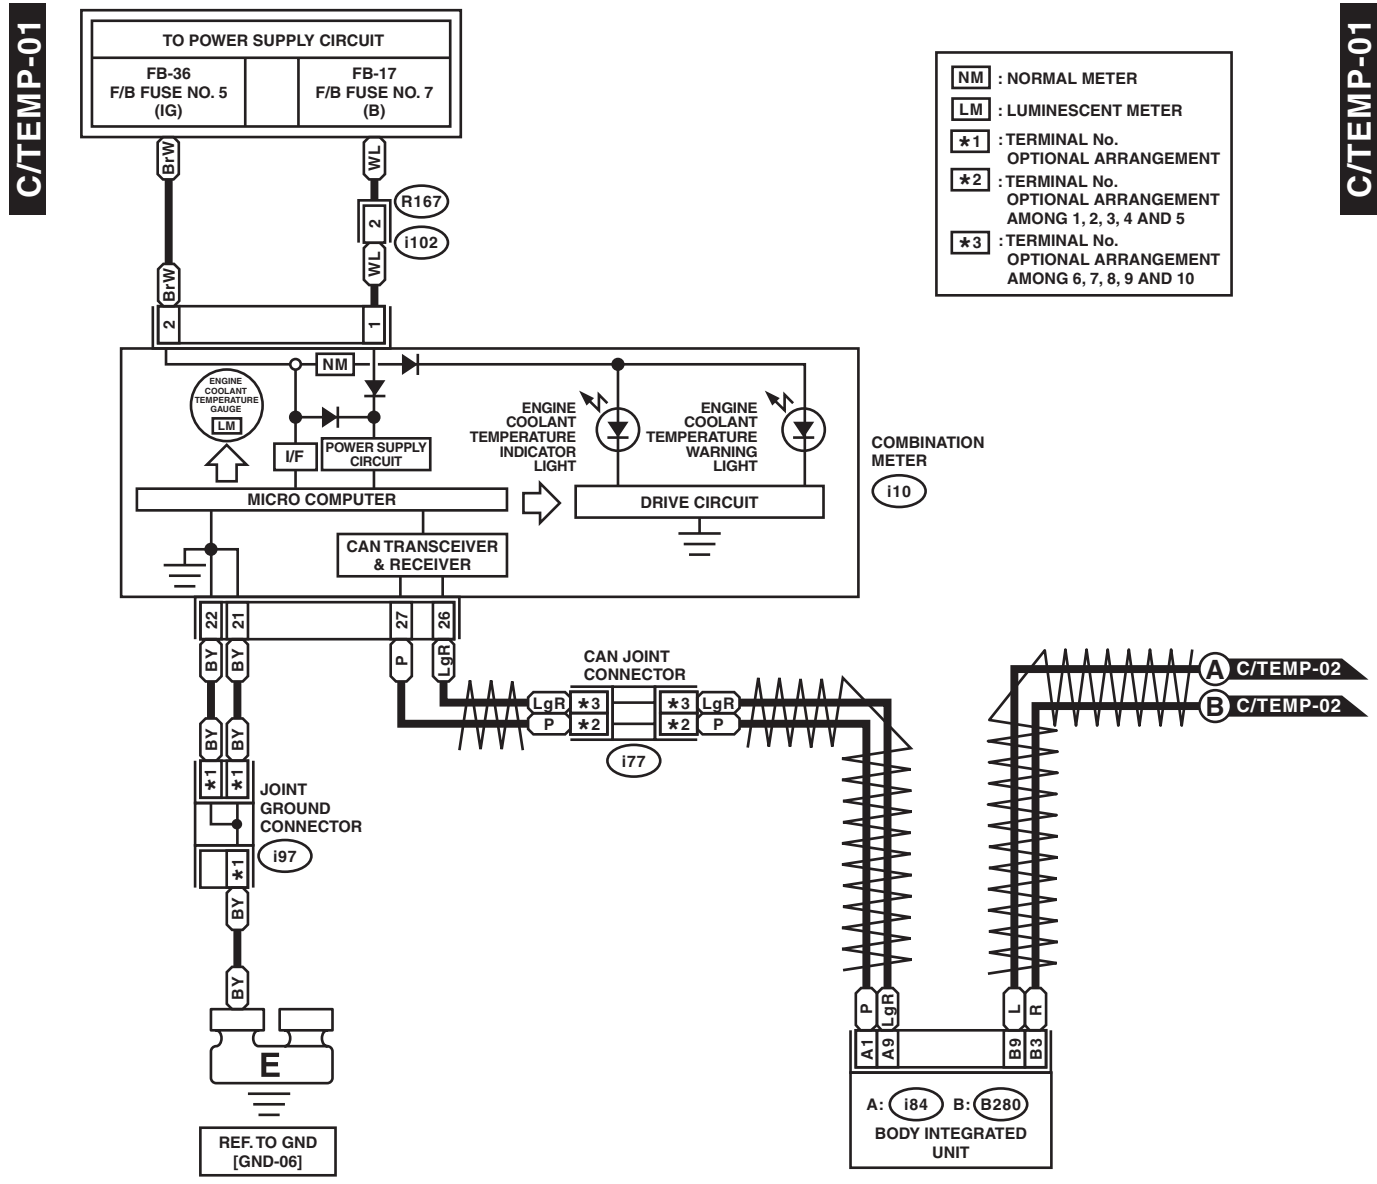 C/TEMP-01
C/TEMP-01
TO POWER SUPPLY CIRCUIT
FB-36
F/B FUSE NO. 5
(IG)
FB-17
F/B FUSE NO. 7
(B)
NM : NORMAL METER
LM : LUMINESCENT METER
*1 : TERMINAL No.
OPTIONAL ARRANGEMENT
*2 : TERMINAL No.
OPTIONAL ARRANGEMENT
AMONG 1, 2, 3, 4 AND 5
*3 : TERMINAL No.
OPTIONAL ARRANGEMENT
AMONG 6, 7, 8, 9 AND 10
BrW
WL
R167
2
i102
BrW
WL
2
1
NM
ENGINE
COOLANT
TEMPERATURE
GAUGE
LM
I/F
POWER SUPPLY
CIRCUIT
ENGINE
COOLANT
TEMPERATURE
INDICATOR
LIGHT
ENGINE
COOLANT
TEMPERATURE
WARNING
LIGHT
COMBINATION
METER
i10
MICRO COMPUTER
DRIVE CIRCUIT
CAN TRANSCEIVER
& RECEIVER
22
21
27
26
BY
BY
P
LgR
CAN JOINT
CONNECTOR
LgR
*3
*3
LgR
P
*2
*2
P
i77
A C/TEMP-02
B C/TEMP-02
BY
BY
*1
*1
JOINT
GROUND
CONNECTOR
i97
*1
BY
BY
E
REF. TO GND
[GND-06]
P
LgR
L
R
A1
A9
B9
B3
A: i84 B: B280
BODY INTEGRATED
UNIT